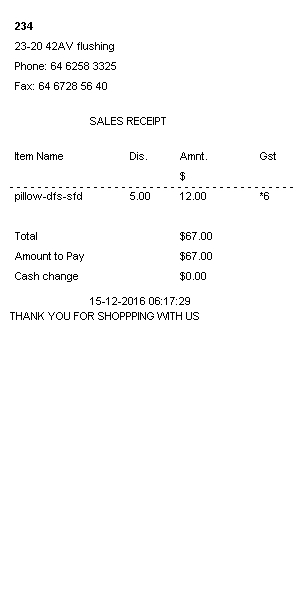 234
23-20 42AV flushing
Phone: 64 6258 3325
Fax: 64 6728 56 40
SALES RECEIPT
Item Name Dis. Amnt. Gst
$
pillow-dfs-sfd 5.00 12.00 *6
Total $67.00
Amount to Pay $67.00
Cash change $0.00
15-12-2016 06:17:29
THANK YOU FOR SHOPPPING WITH US